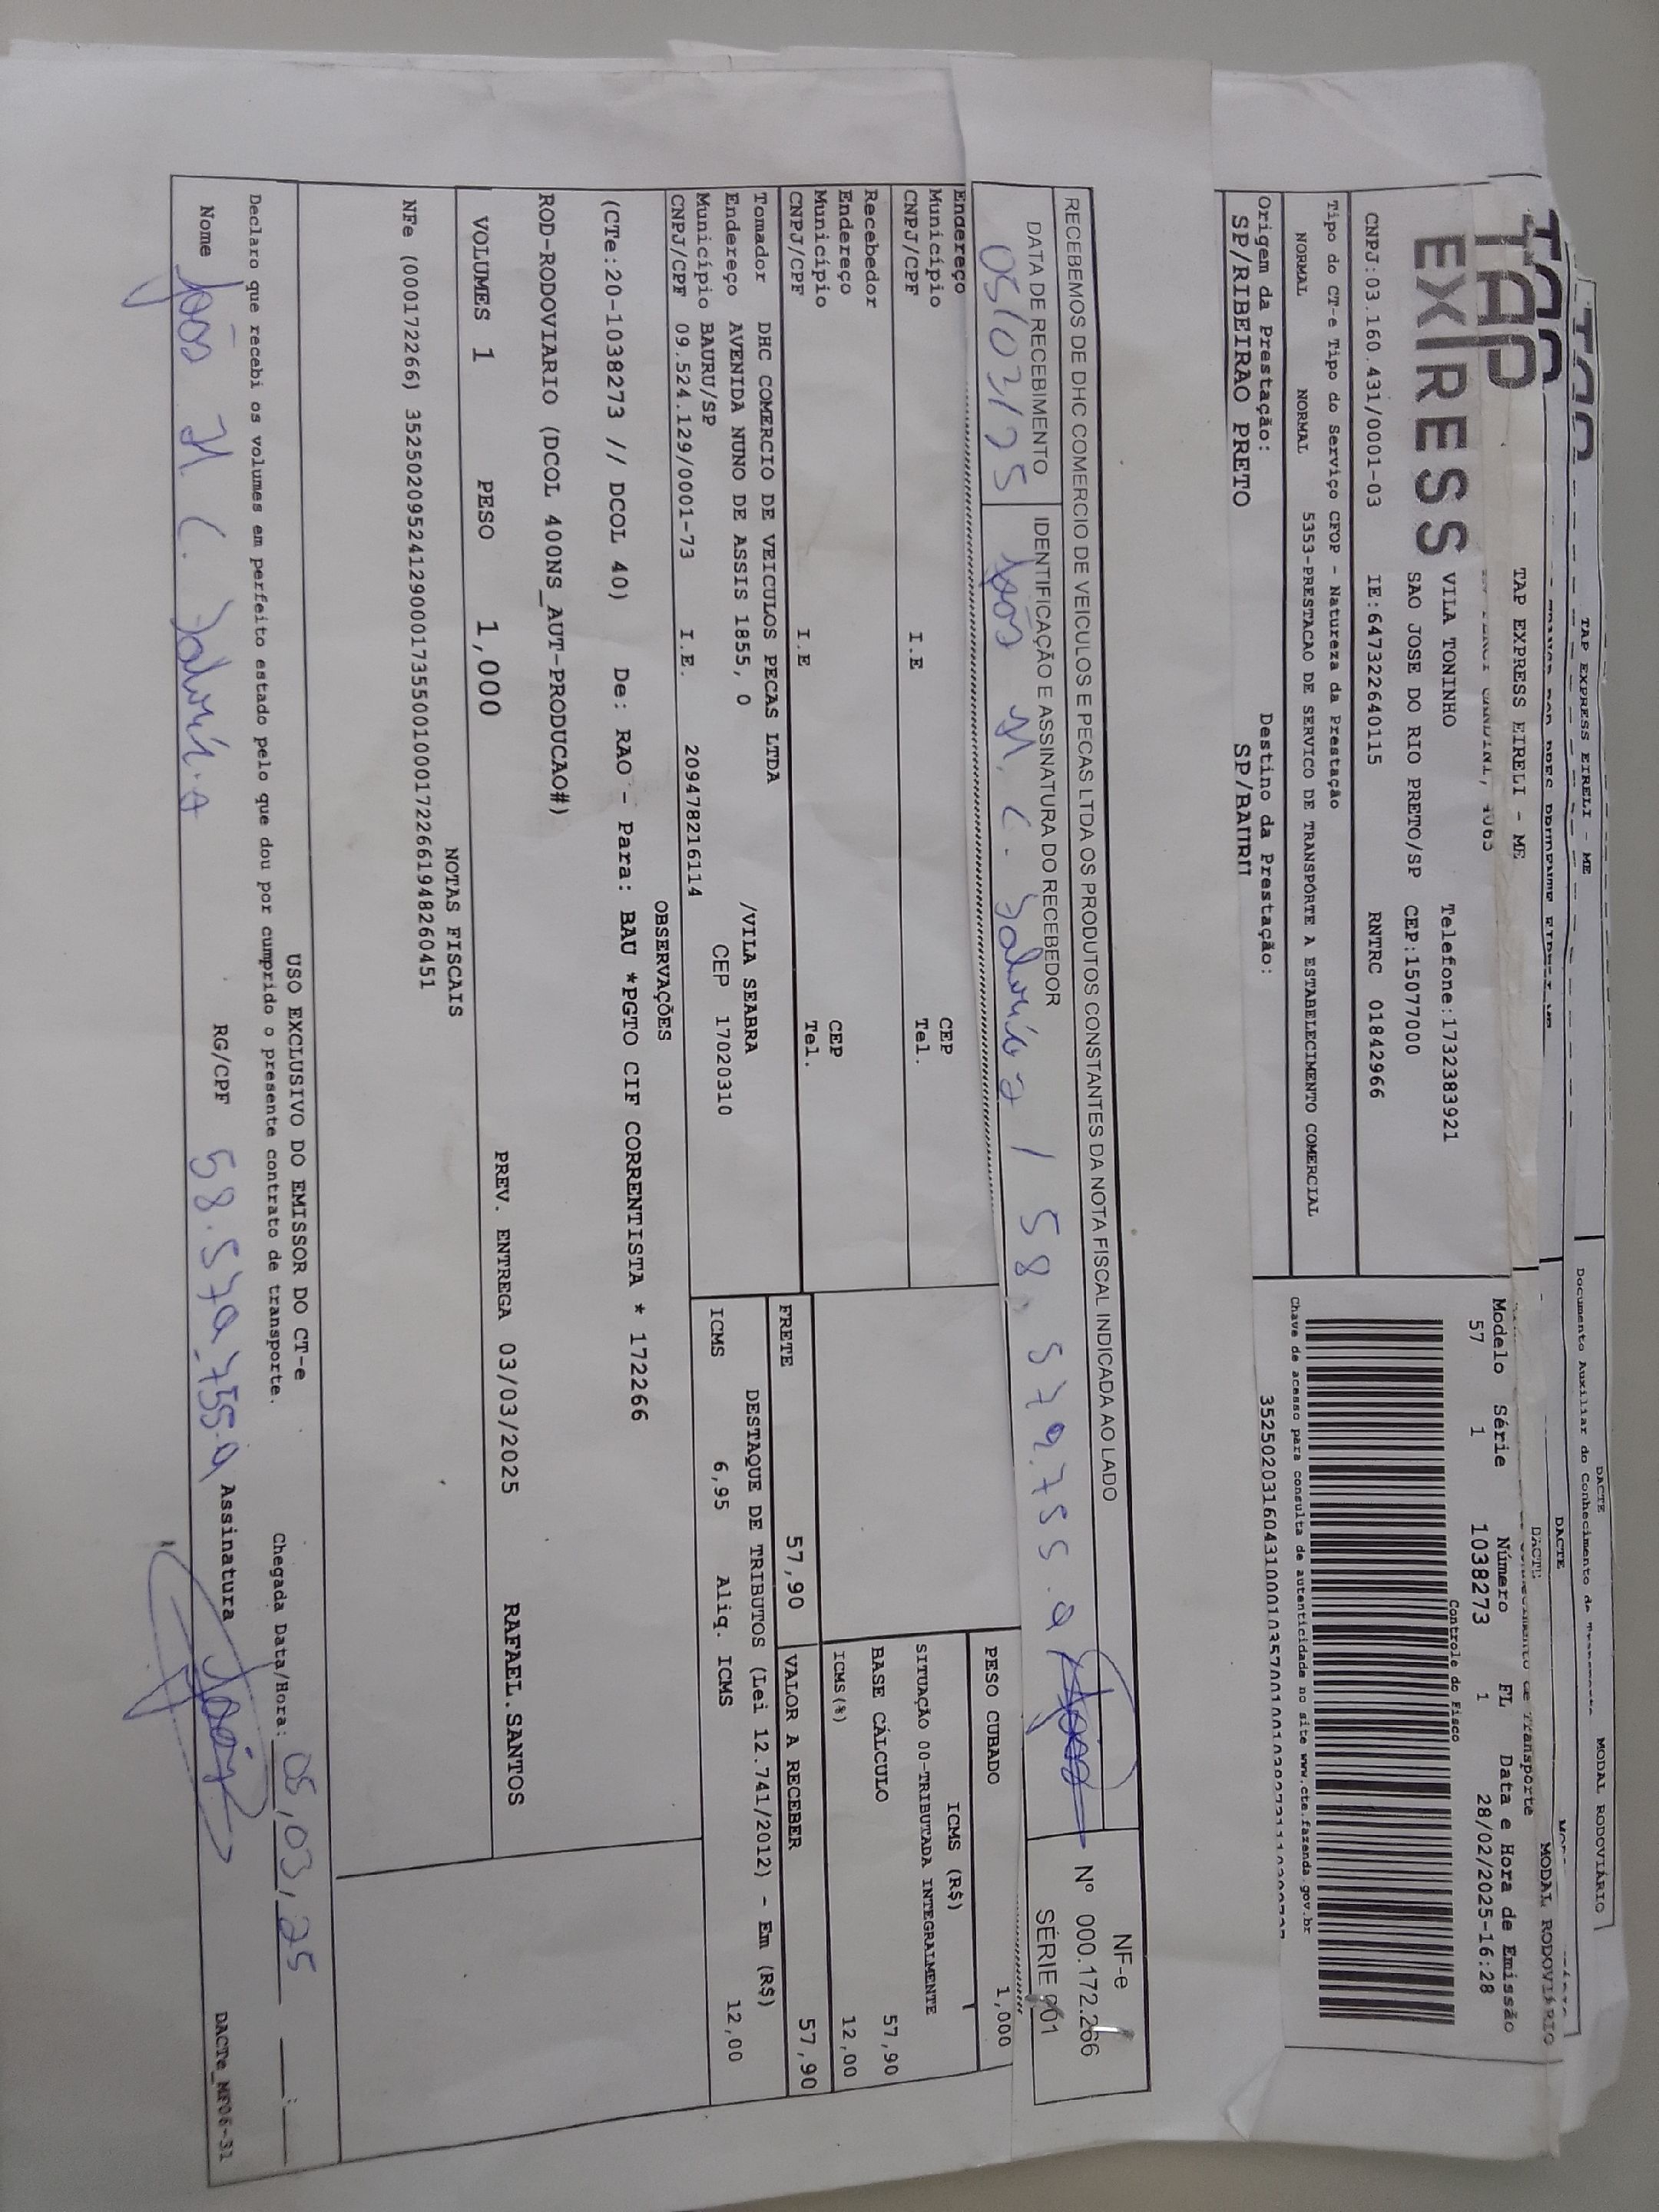 TAP EXPRESS EIRELI - ME
DACTE
MODAL RODOVIÁRIO
Documento Auxiliar do Conhecimento de
DACTE
MODAL RODOVIÁRIO
TAP
EXPRESS
TAP EXPRESS EIRELI - ME
VILA TONINHO
Telefone:1732383921
SAO JOSE DO RIO PRETO/SP CEP:15077000
CNPJ:03.160.431/0001-03 IE:647322640115 RNTRC 01842966
Modelo Série Número FL Data e Hora de Emissão
57 1 1038273 1 28/02/2025-16:28
Controle do Fisco
Tipo do CT-e Tipo do Serviço CFOP - Natureza da Prestação
NORMAL NORMAL 5353-PRESTACAO DE SERVICO DE TRANSPORTE A ESTABELECIMENTO COMERCIAL
Chave de acesso para consulta de autenticidade no site www.cte.fazenda.gov.br
Origem da Prestação: Destino da Prestação:
SP/RIBEIRAO PRETO SP/BAURU
RECEBEMOS DE DHC COMERCIO DE VEICULOS E PECAS LTDA OS PRODUTOS CONSTANTES DA NOTA FISCAL INDICADA AO LADO
NF-e
Nº 000.172.266
SÉRIE 001
DATA DE RECEBIMENTO IDENTIFICAÇÃO E ASSINATURA DO RECEBEDOR
05/03/25 João M. C. / 58.579.755.9
Endereço
Município CEP
CNPJ/CPF I.E Tel.
Recebedor
Endereço
Município CEP
CNPJ/CPF I.E Tel.
PESO CUBADO 1,000
ICMS (R$)
SITUAÇÃO 00-TRIBUTADA INTEGRALMENTE
BASE CÁLCULO 57,90
ICMS(%) 12,00
Tomador DHC COMERCIO DE VEICULOS PECAS LTDA
Endereço AVENIDA NUNO DE ASSIS 1855, 0 /VILA SEABRA
Município BAURU/SP CEP 17020310
CNPJ/CPF 09.524.129/0001-73 I.E. 209478216114
FRETE 57,90 VALOR A RECEBER 57,90
DESTAQUE DE TRIBUTOS (Lei 12.741/2012) - Em (R$)
ICMS 6,95 Aliq. ICMS 12,00
OBSERVAÇÕES
(CTe:20-1038273 // DCOL 40) De: RAO - Para: BAU *PGTO CIF CORRENTISTA * 172266
ROD-RODOVIARIO (DCOL 400NS_AUT-PRODUCAO#)
VOLUMES 1 PESO 1,000 PREV. ENTREGA 03/03/2025 RAFAEL.SANTOS
NOTAS FISCAIS
NFe (000172266) 35250209524129000173550010001722661948260451
USO EXCLUSIVO DO EMISSOR DO CT-e
Declaro que recebi os volumes em perfeito estado pelo que dou por cumprido o presente contrato de transporte.
Chegada Data/Hora: 05/03/25 __:__
Nome João M C. RG/CPF 58.579.755.9 Assinatura João
DACTe_MF06-31